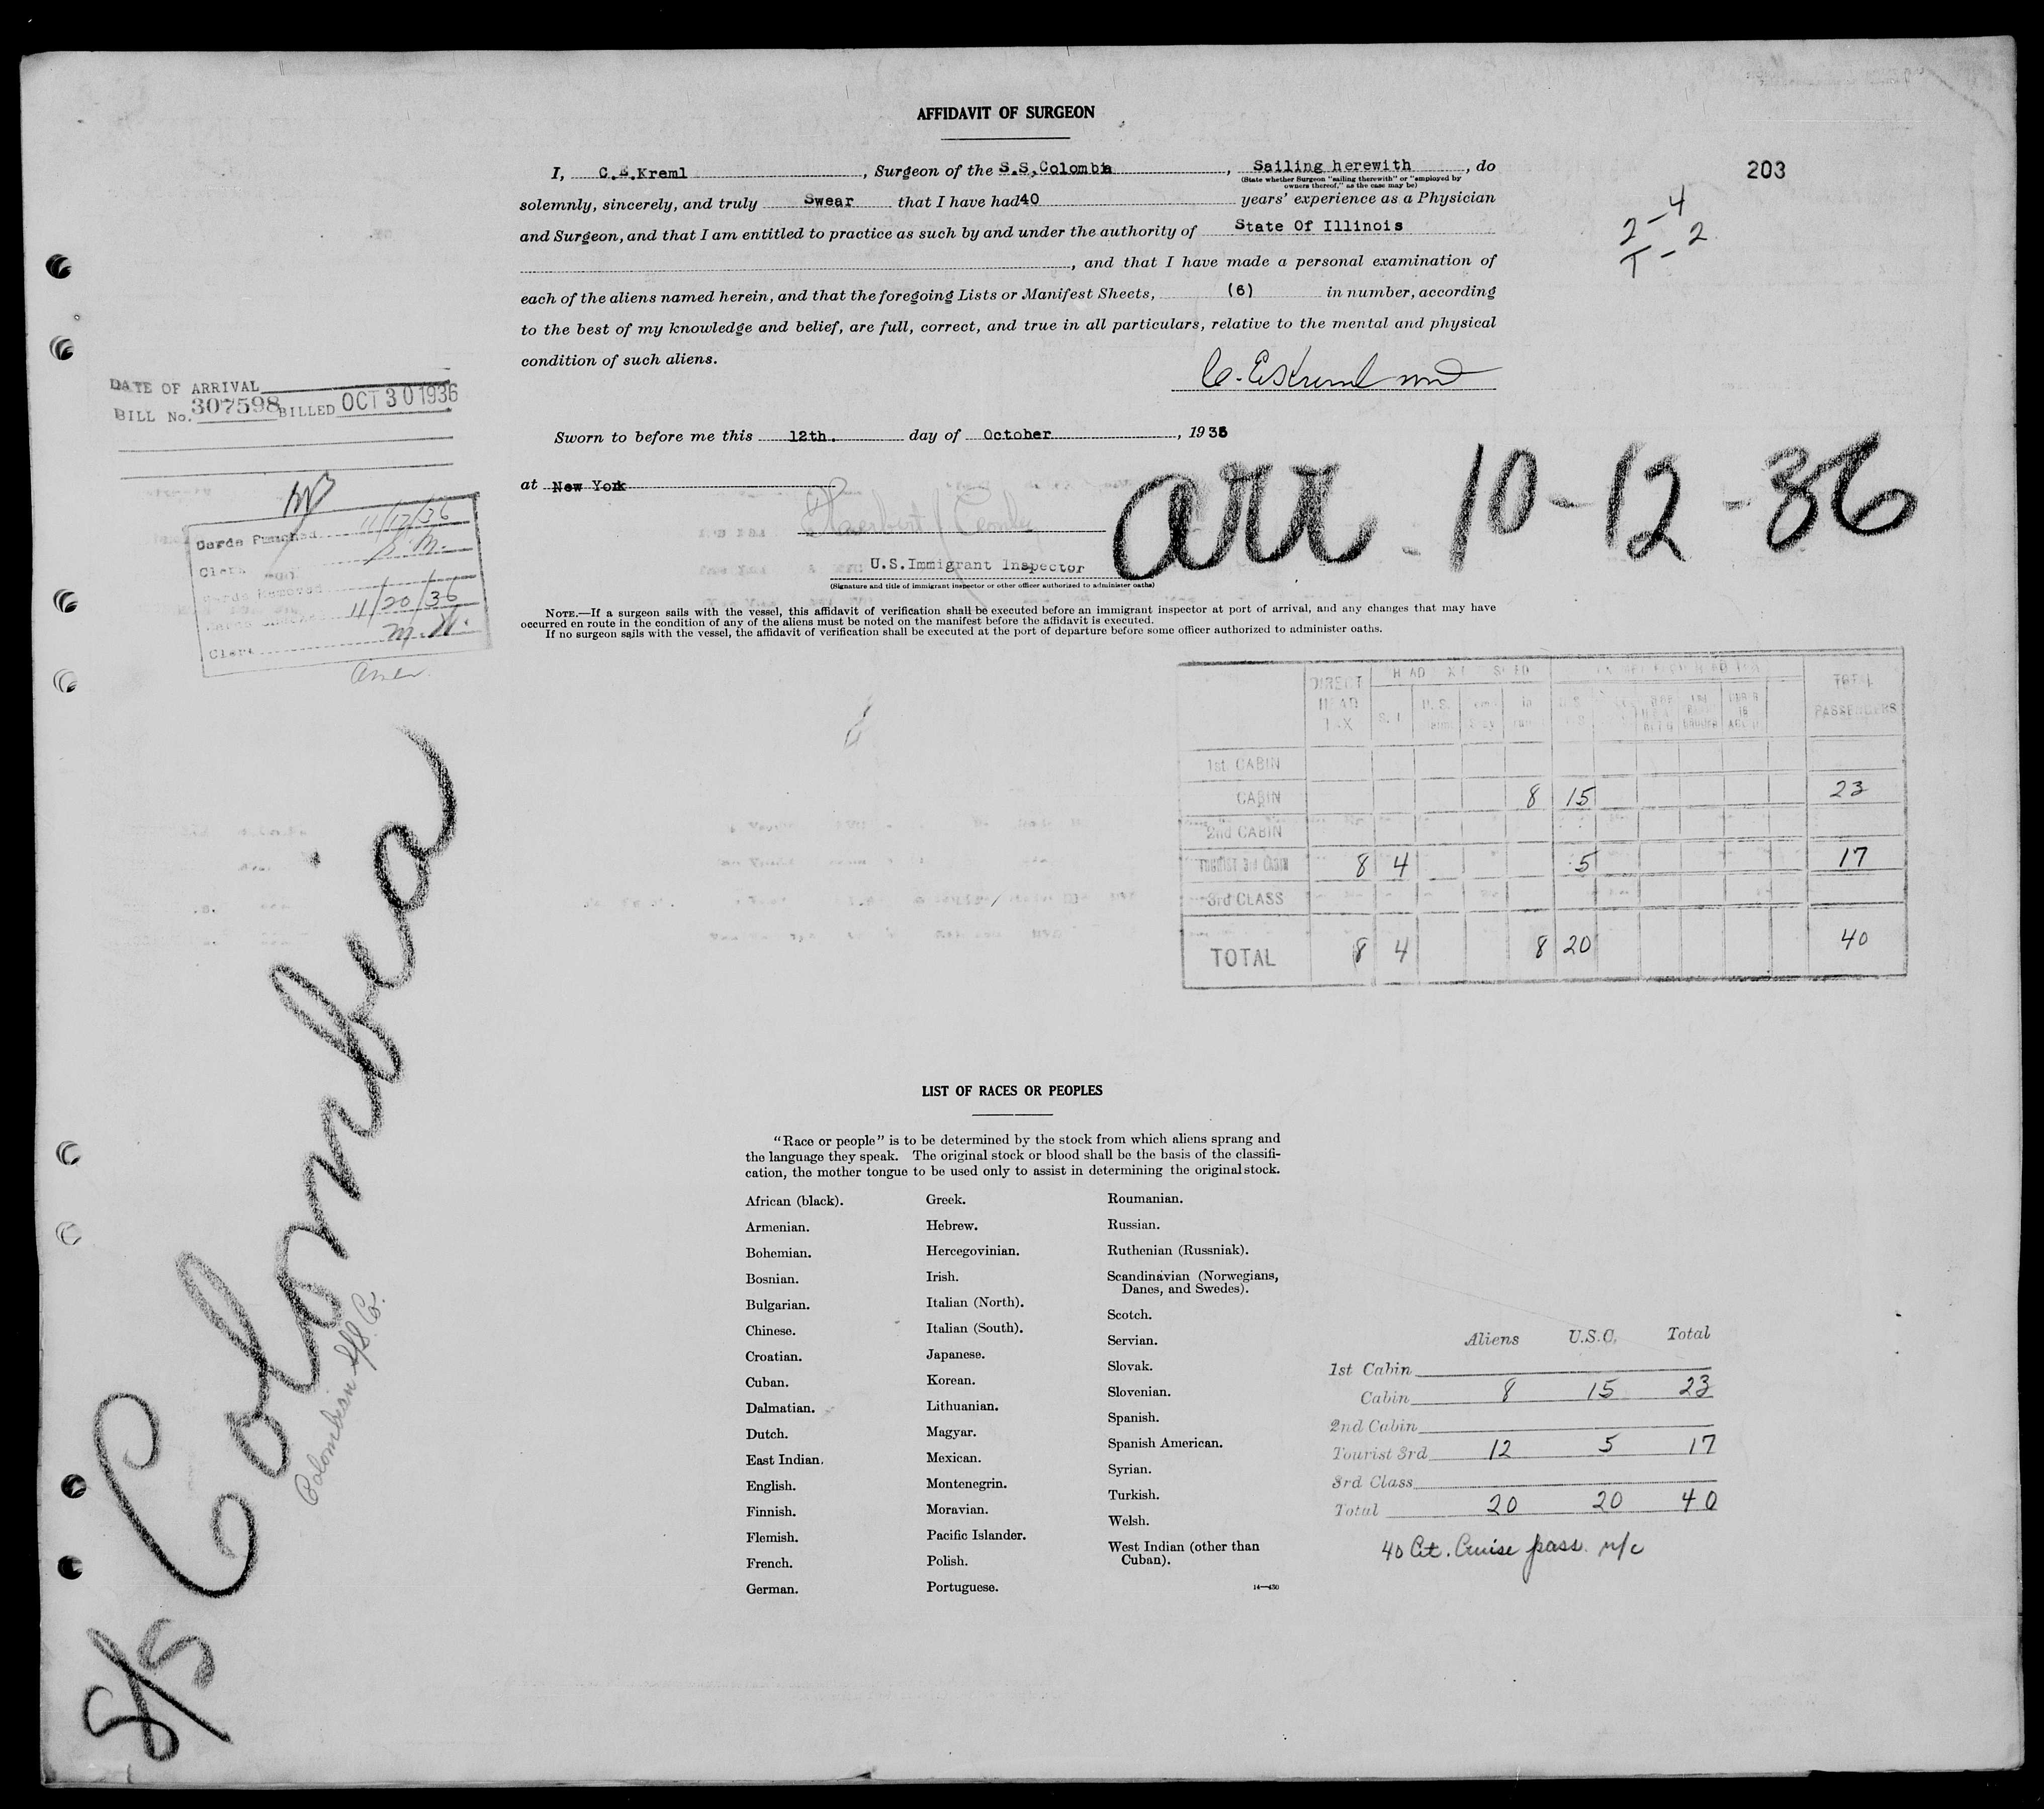 AFFIDAVIT OF SURGEON
I, C.E.Kreml, Surgeon of the S.S.Colombia, Sailing herewith, do
(State whether Surgeon "sailing therewith" or "employed by
owners thereof," as the case may be)
203
solemnly, sincerely, and truly Swear that I have had 40 years' experience as a Physician
2 - 4
T - 2
and Surgeon, and that I am entitled to practice as such by and under the authority of State Of Illinois
, and that I have made a personal examination of
each of the aliens named herein, and that the foregoing Lists or Manifest Sheets, (6) in number, according
to the best of my knowledge and belief, are full, correct, and true in all particulars, relative to the mental and physical
condition of such aliens.
C. E. Kreml md
DATE OF ARRIVAL
BILL No. 307598 BILLED OCT 30 1936
Sworn to before me this 12th. day of October, 1936
at New York
arr - 10-12-36
U.S.Immigrant Inspector
(Signature and title of immigrant inspector or other officer authorized to administer oaths)
Cards Punched 11/17/36
Clerk S.M.
11/20/36
Clerk M.W.
NOTE.—If a surgeon sails with the vessel, this affidavit of verification shall be executed before an immigrant inspector at port of arrival, and any changes that may have
occurred en route in the condition of any of the aliens must be noted on the manifest before the affidavit is executed.
If no surgeon sails with the vessel, the affidavit of verification shall be executed at the port of departure before some officer authorized to administer oaths.
DIRECT HEAD TAX
TOTAL PASSENGERS
1st CABIN
CABIN 8 15 23
2nd CABIN
TOURIST 3rd CABIN 8 4 5 17
3rd CLASS
TOTAL 8 4 8 20 40
S/S Colombia
Colombian S/S Co.
LIST OF RACES OR PEOPLES
"Race or people" is to be determined by the stock from which aliens sprang and
the language they speak. The original stock or blood shall be the basis of the classifi-
cation, the mother tongue to be used only to assist in determining the original stock.
African (black).
Armenian.
Bohemian.
Bosnian.
Bulgarian.
Chinese.
Croatian.
Cuban.
Dalmatian.
Dutch.
East Indian.
English.
Finnish.
Flemish.
French.
German.
Greek.
Hebrew.
Hercegovinian.
Irish.
Italian (North).
Italian (South).
Japanese.
Korean.
Lithuanian.
Magyar.
Mexican.
Montenegrin.
Moravian.
Pacific Islander.
Polish.
Portuguese.
Roumanian.
Russian.
Ruthenian (Russniak).
Scandinavian (Norwegians,
Danes, and Swedes).
Scotch.
Servian.
Slovak.
Slovenian.
Spanish.
Spanish American.
Syrian.
Turkish.
Welsh.
West Indian (other than
Cuban).
14—430
Aliens U.S.C. Total
1st Cabin
Cabin 8 15 23
2nd Cabin
Tourist 3rd 12 5 17
3rd Class
Total 20 20 40
40 Cit. Cruise pass. n/c